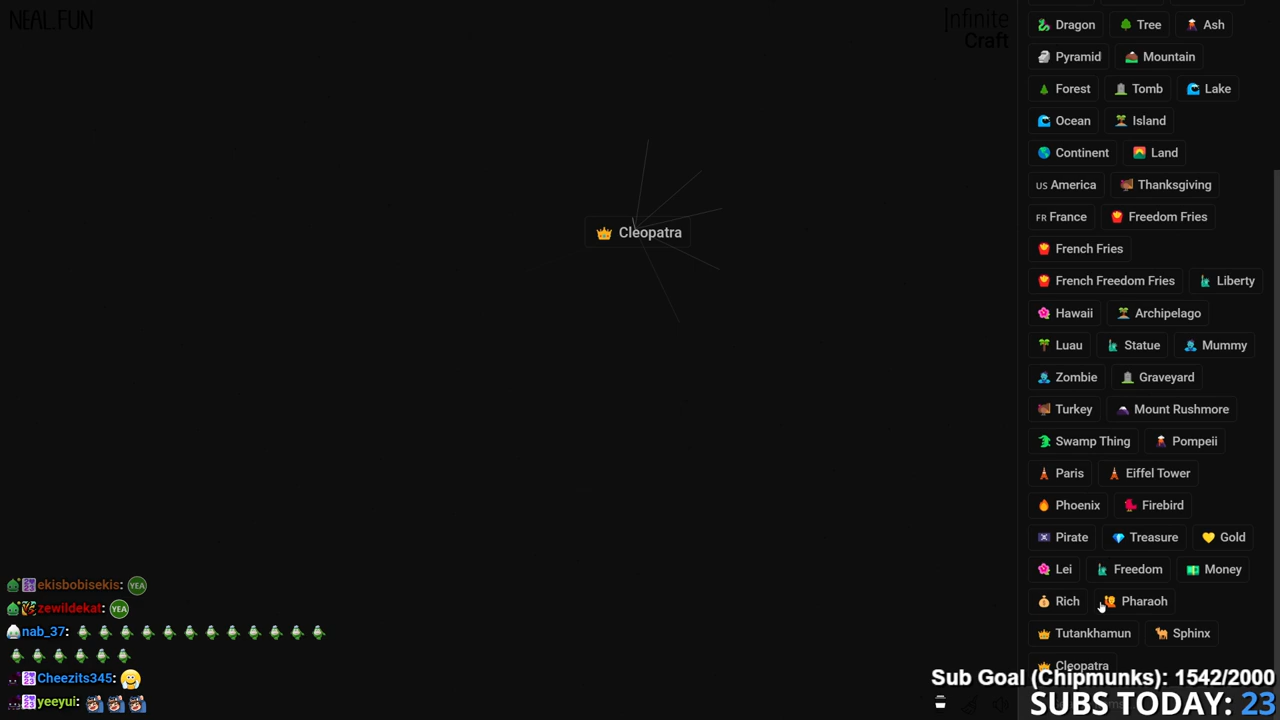 NEAL.FUN
Infinite
Craft
Dragon Tree Ash
Pyramid Mountain
Forest Tomb Lake
Ocean Island
Continent Land
US America Thanksgiving
FR France Freedom Fries
French Fries
French Freedom Fries Liberty
Hawaii Archipelago
Luau Statue Mummy
Zombie Graveyard
Turkey Mount Rushmore
Swamp Thing Pompeii
Paris Eiffel Tower
Phoenix Firebird
Pirate Treasure Gold
Lei Freedom Money
Rich Pharaoh
Tutankhamun Sphinx
Cleopatra
Cleopatra
ekisbobisekis: YEA
zewildekat: YEA
nab_37:
Cheezits345:
yeeyui:
Sub Goal (Chipmunks): 1542/2000
SUBS TODAY: 23